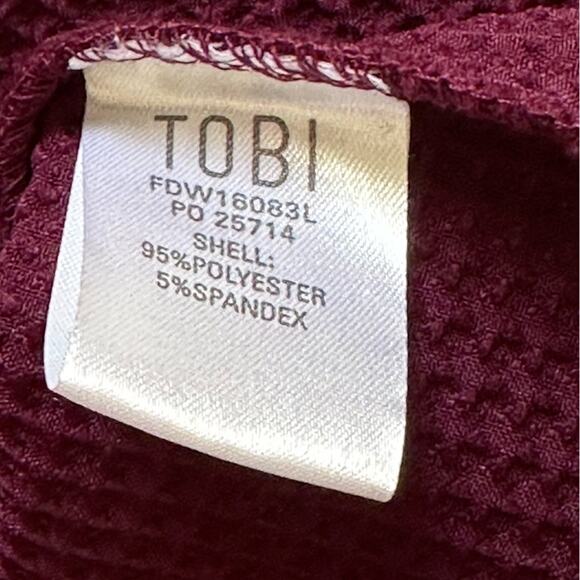 TOBI
FDW16083L
PO 25714
SHELL:
95%POLYESTER
5%SPANDEX